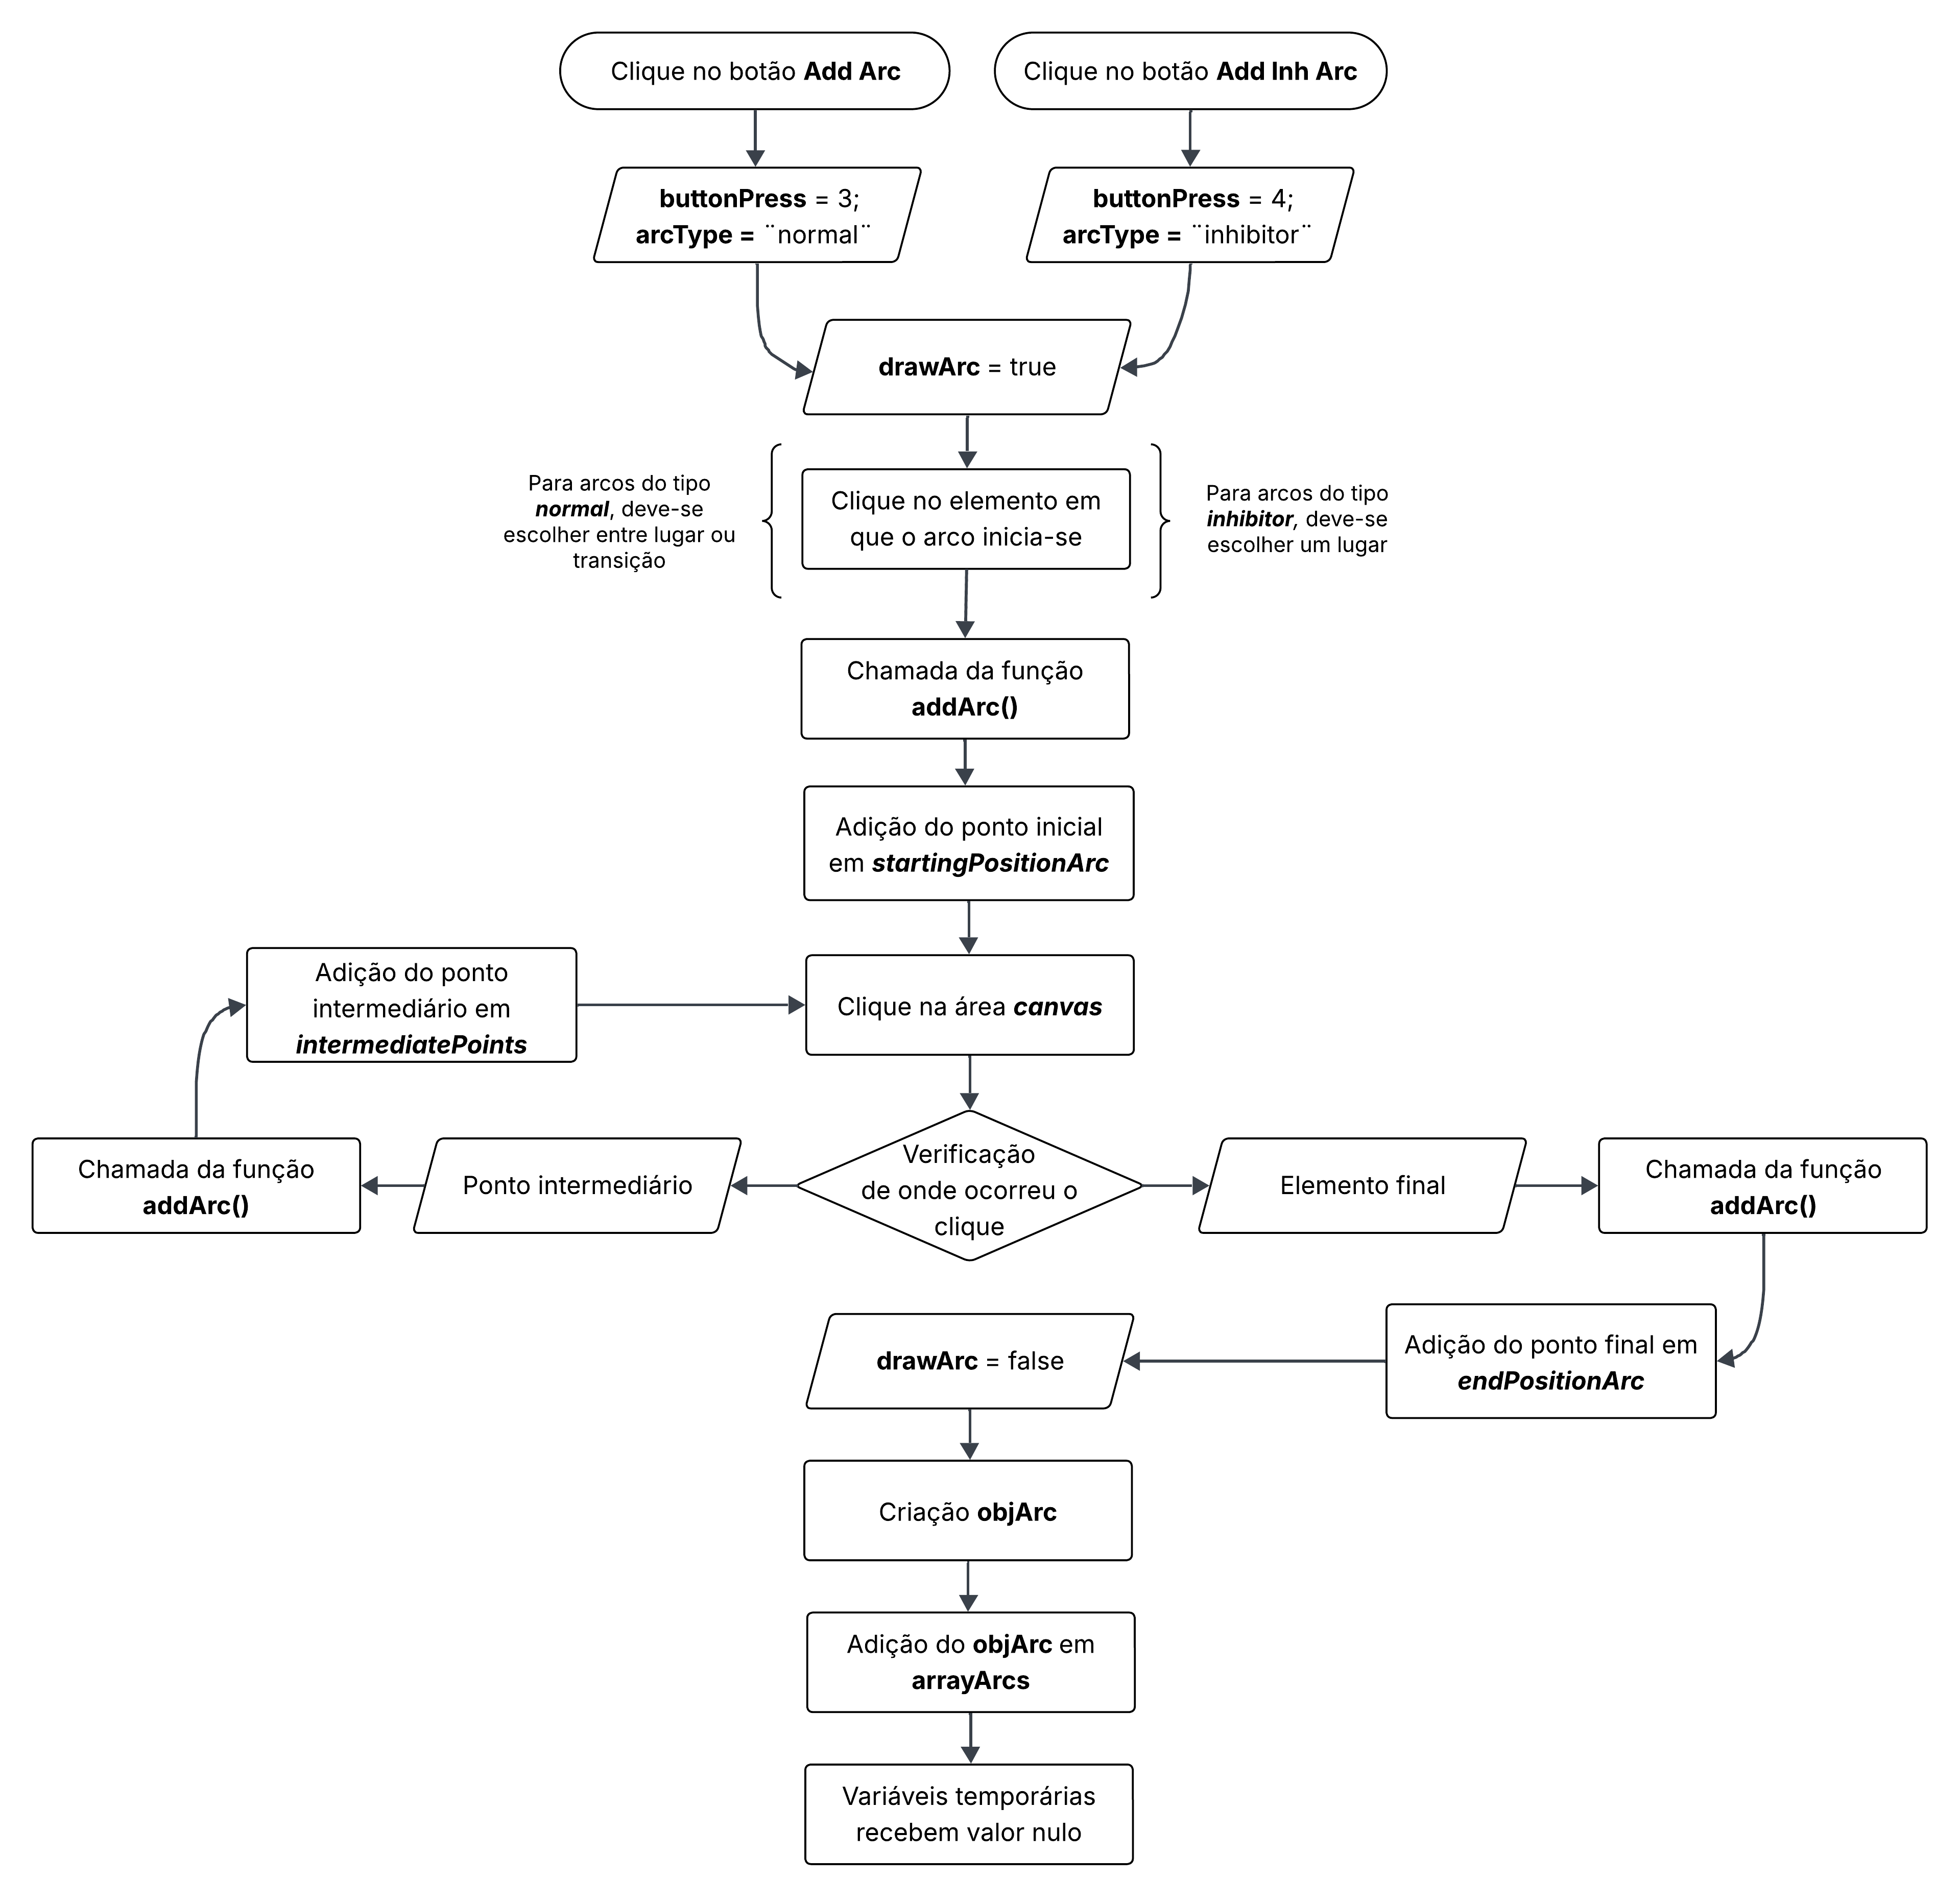 Clique no botão Add Arc
Clique no botão Add Inh Arc
buttonPress = 3;
arcType = ¨normal¨
buttonPress = 4;
arcType = ¨inhibitor¨
drawArc = true
Para arcos do tipo
normal, deve-se
escolher entre lugar ou
transição
Clique no elemento em
que o arco inicia-se
Para arcos do tipo
inhibitor, deve-se
escolher um lugar
Chamada da função
addArc()
Adição do ponto inicial
em startingPositionArc
Adição do ponto
intermediário em
intermediatePoints
Clique na área canvas
Chamada da função
addArc()
Ponto intermediário
Verificação
de onde ocorreu o
clique
Elemento final
Chamada da função
addArc()
drawArc = false
Adição do ponto final em
endPositionArc
Criação objArc
Adição do objArc em
arrayArcs
Variáveis temporárias
recebem valor nulo